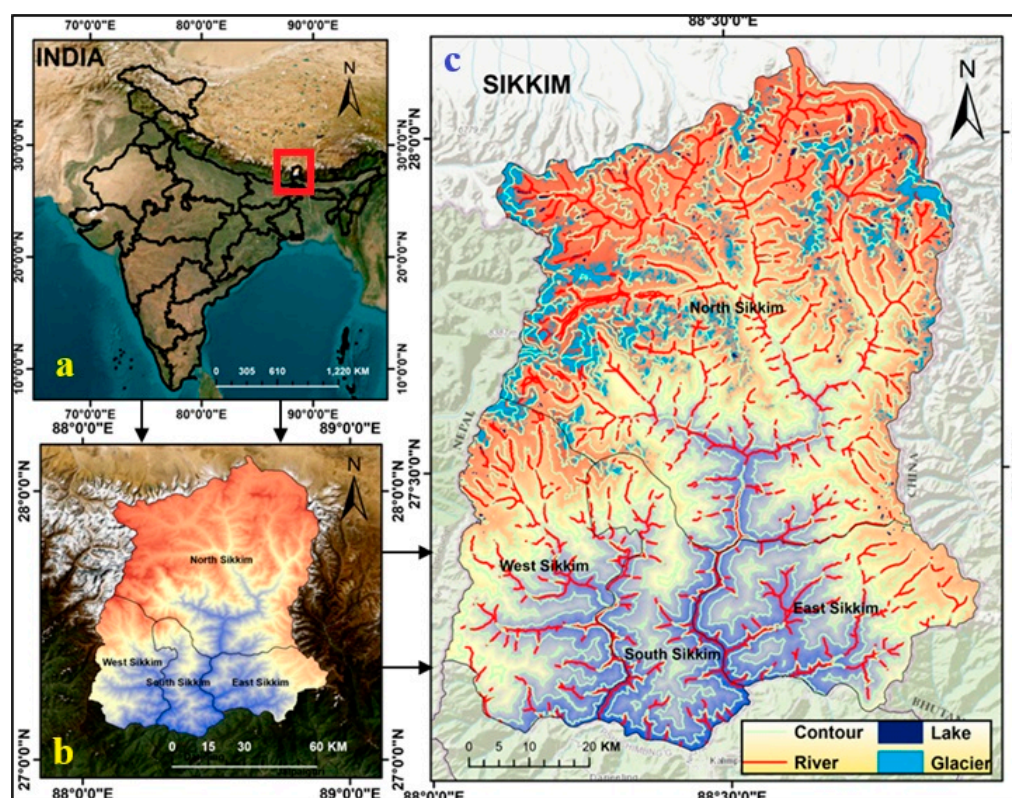 70°0'0"E 80°0'0"E 90°0'0"E
INDIA
N
30°0'0"N 20°0'0"N 10°0'0"N
30°0'0"N 20°0'0"N 10°0'0"N
0 305 610 1,220 KM
a
70°0'0"E 80°0'0"E 90°0'0"E
88°0'0"E 89°0'0"E
N
28°0'0"N 27°0'0"N
28°0'0"N 27°0'0"N
North Sikkim
West Sikkim
South Sikkim
East Sikkim
0 15 30 60 KM
b
88°0'0"E 89°0'0"E
88°30'0"E
c
SIKKIM
N
28°0'0"N
27°30'0"N
North Sikkim
NEPAL
CHINA
West Sikkim
East Sikkim
South Sikkim
BHUTAN
0 5 10 20 KM
Contour Lake
River Glacier
88°0'0"E 88°30'0"E